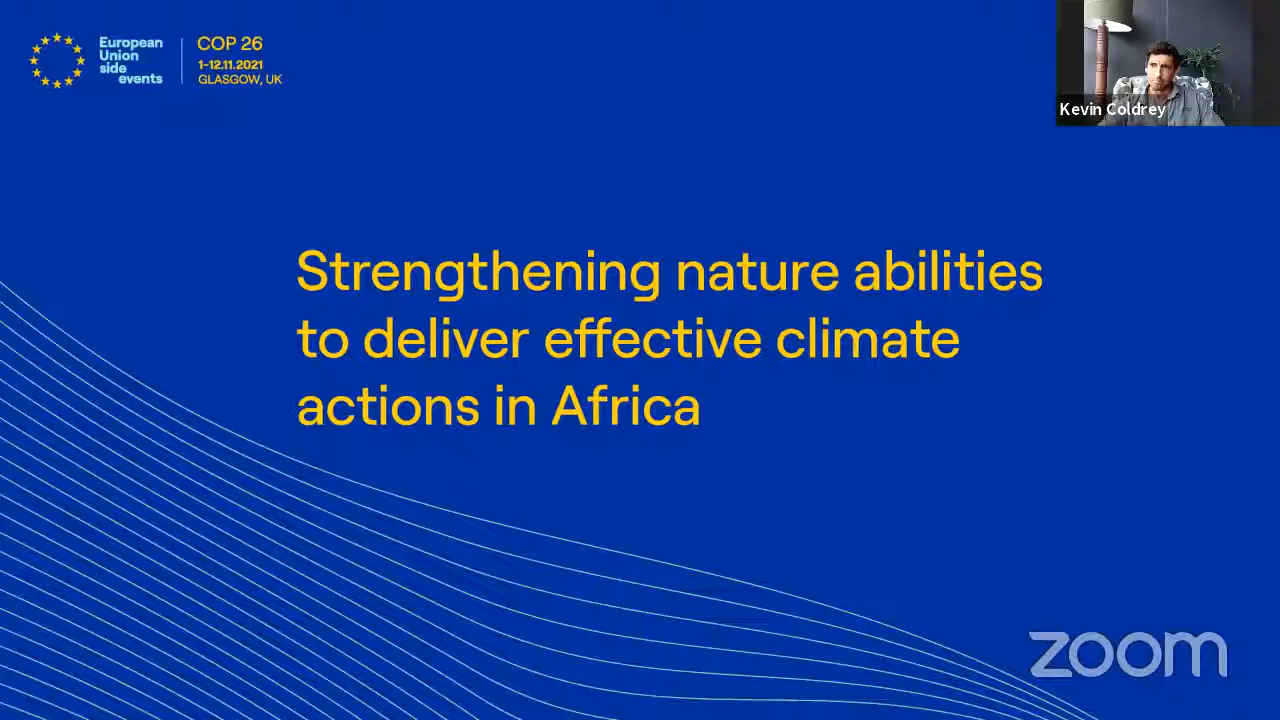 European
Union
side
events
COP 26
1-12.11.2021
GLASGOW, UK
Kevin Coldrey
Strengthening nature abilities
to deliver effective climate
actions in Africa
zoom